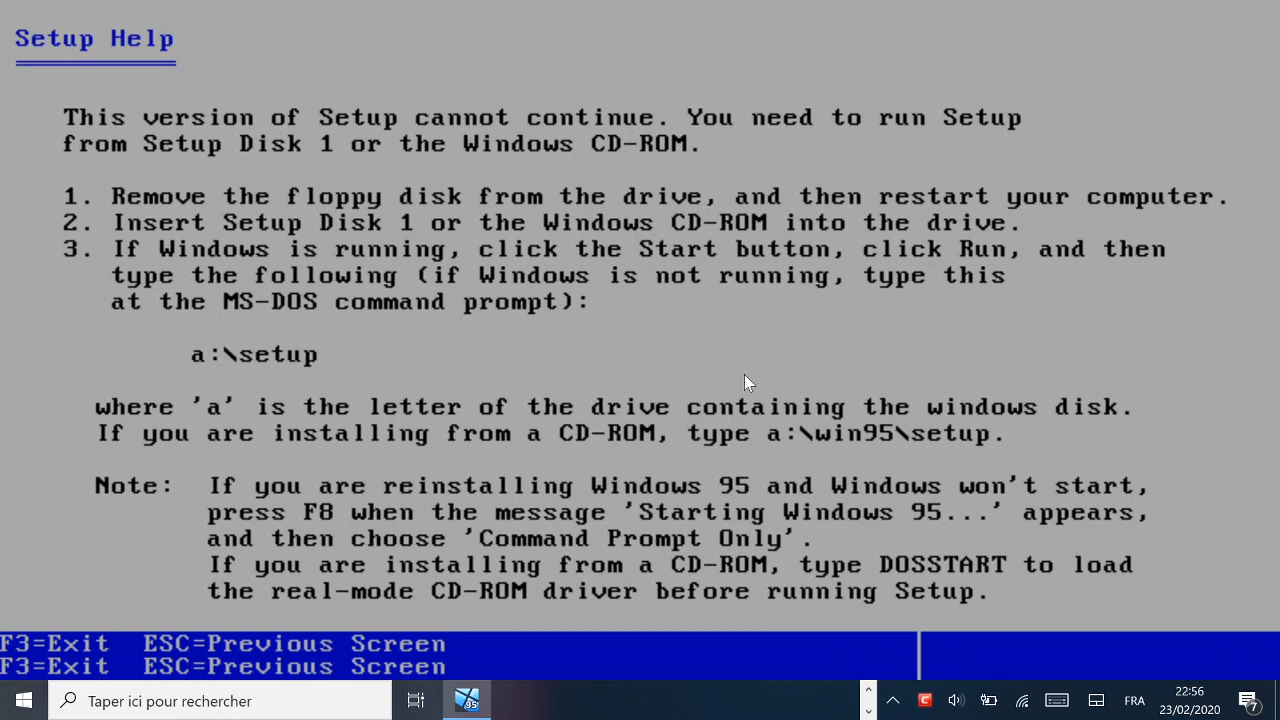 Setup Help
This version of Setup cannot continue. You need to run Setup
from Setup Disk 1 or the Windows CD-ROM.
1. Remove the floppy disk from the drive, and then restart your computer.
2. Insert Setup Disk 1 or the Windows CD-ROM into the drive.
3. If Windows is running, click the Start button, click Run, and then
type the following (if Windows is not running, type this
at the MS-DOS command prompt):
a:\setup
where 'a' is the letter of the drive containing the windows disk.
If you are installing from a CD-ROM, type a:\win95\setup.
Note: If you are reinstalling Windows 95 and Windows won't start,
press F8 when the message 'Starting Windows 95...' appears,
and then choose 'Command Prompt Only'.
If you are installing from a CD-ROM, type DOSSTART to load
the real-mode CD-ROM driver before running Setup.
F3=Exit ESC=Previous Screen
F3=Exit ESC=Previous Screen
Taper ici pour rechercher
95
FRA
22:56
23/02/2020
7